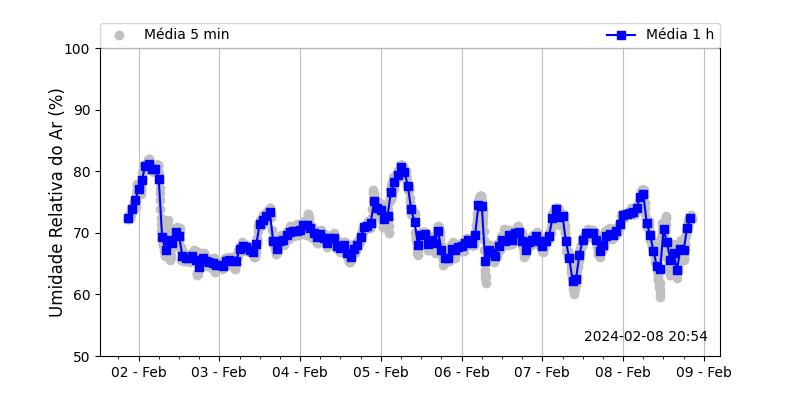 Média 5 min Média 1 h
Umidade Relativa do Ar (%)
100
90
80
70
60
50
2024-02-08 20:54
02 - Feb 03 - Feb 04 - Feb 05 - Feb 06 - Feb 07 - Feb 08 - Feb 09 - Feb